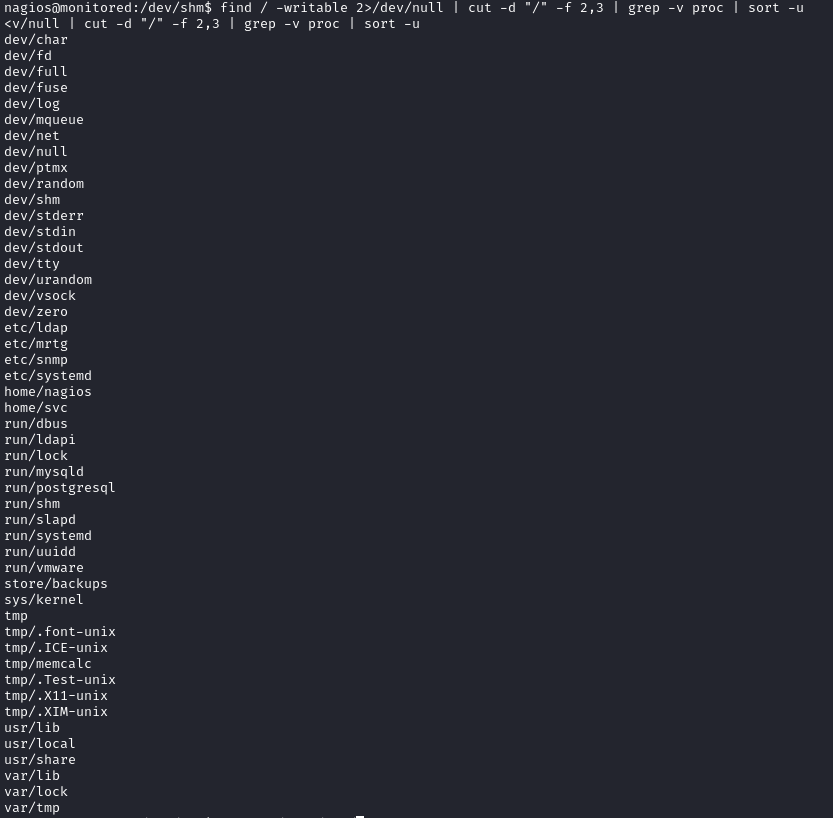 nagios@monitored:/dev/shm$ find / -writable 2>/dev/null | cut -d "/" -f 2,3 | grep -v proc | sort -u
<v/null | cut -d "/" -f 2,3 | grep -v proc | sort -u
dev/char
dev/fd
dev/full
dev/fuse
dev/log
dev/mqueue
dev/net
dev/null
dev/ptmx
dev/random
dev/shm
dev/stderr
dev/stdin
dev/stdout
dev/tty
dev/urandom
dev/vsock
dev/zero
etc/ldap
etc/mrtg
etc/snmp
etc/systemd
home/nagios
home/svc
run/dbus
run/ldapi
run/lock
run/mysqld
run/postgresql
run/shm
run/slapd
run/systemd
run/uuidd
run/vmware
store/backups
sys/kernel
tmp
tmp/.font-unix
tmp/.ICE-unix
tmp/memcalc
tmp/.Test-unix
tmp/.X11-unix
tmp/.XIM-unix
usr/lib
usr/local
usr/share
var/lib
var/lock
var/tmp